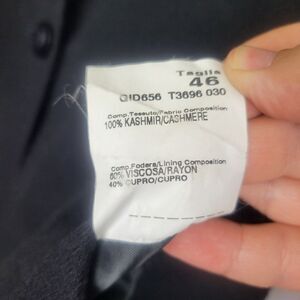 Taglia
46
GID656 T3696 030
Comp.Tessuto/Fabric Composition
100% KASHMIR/CASHMERE
Comp.Fodera/Lining Composition
60% VISCOSA/RAYON
40% CUPRO/CUPRO